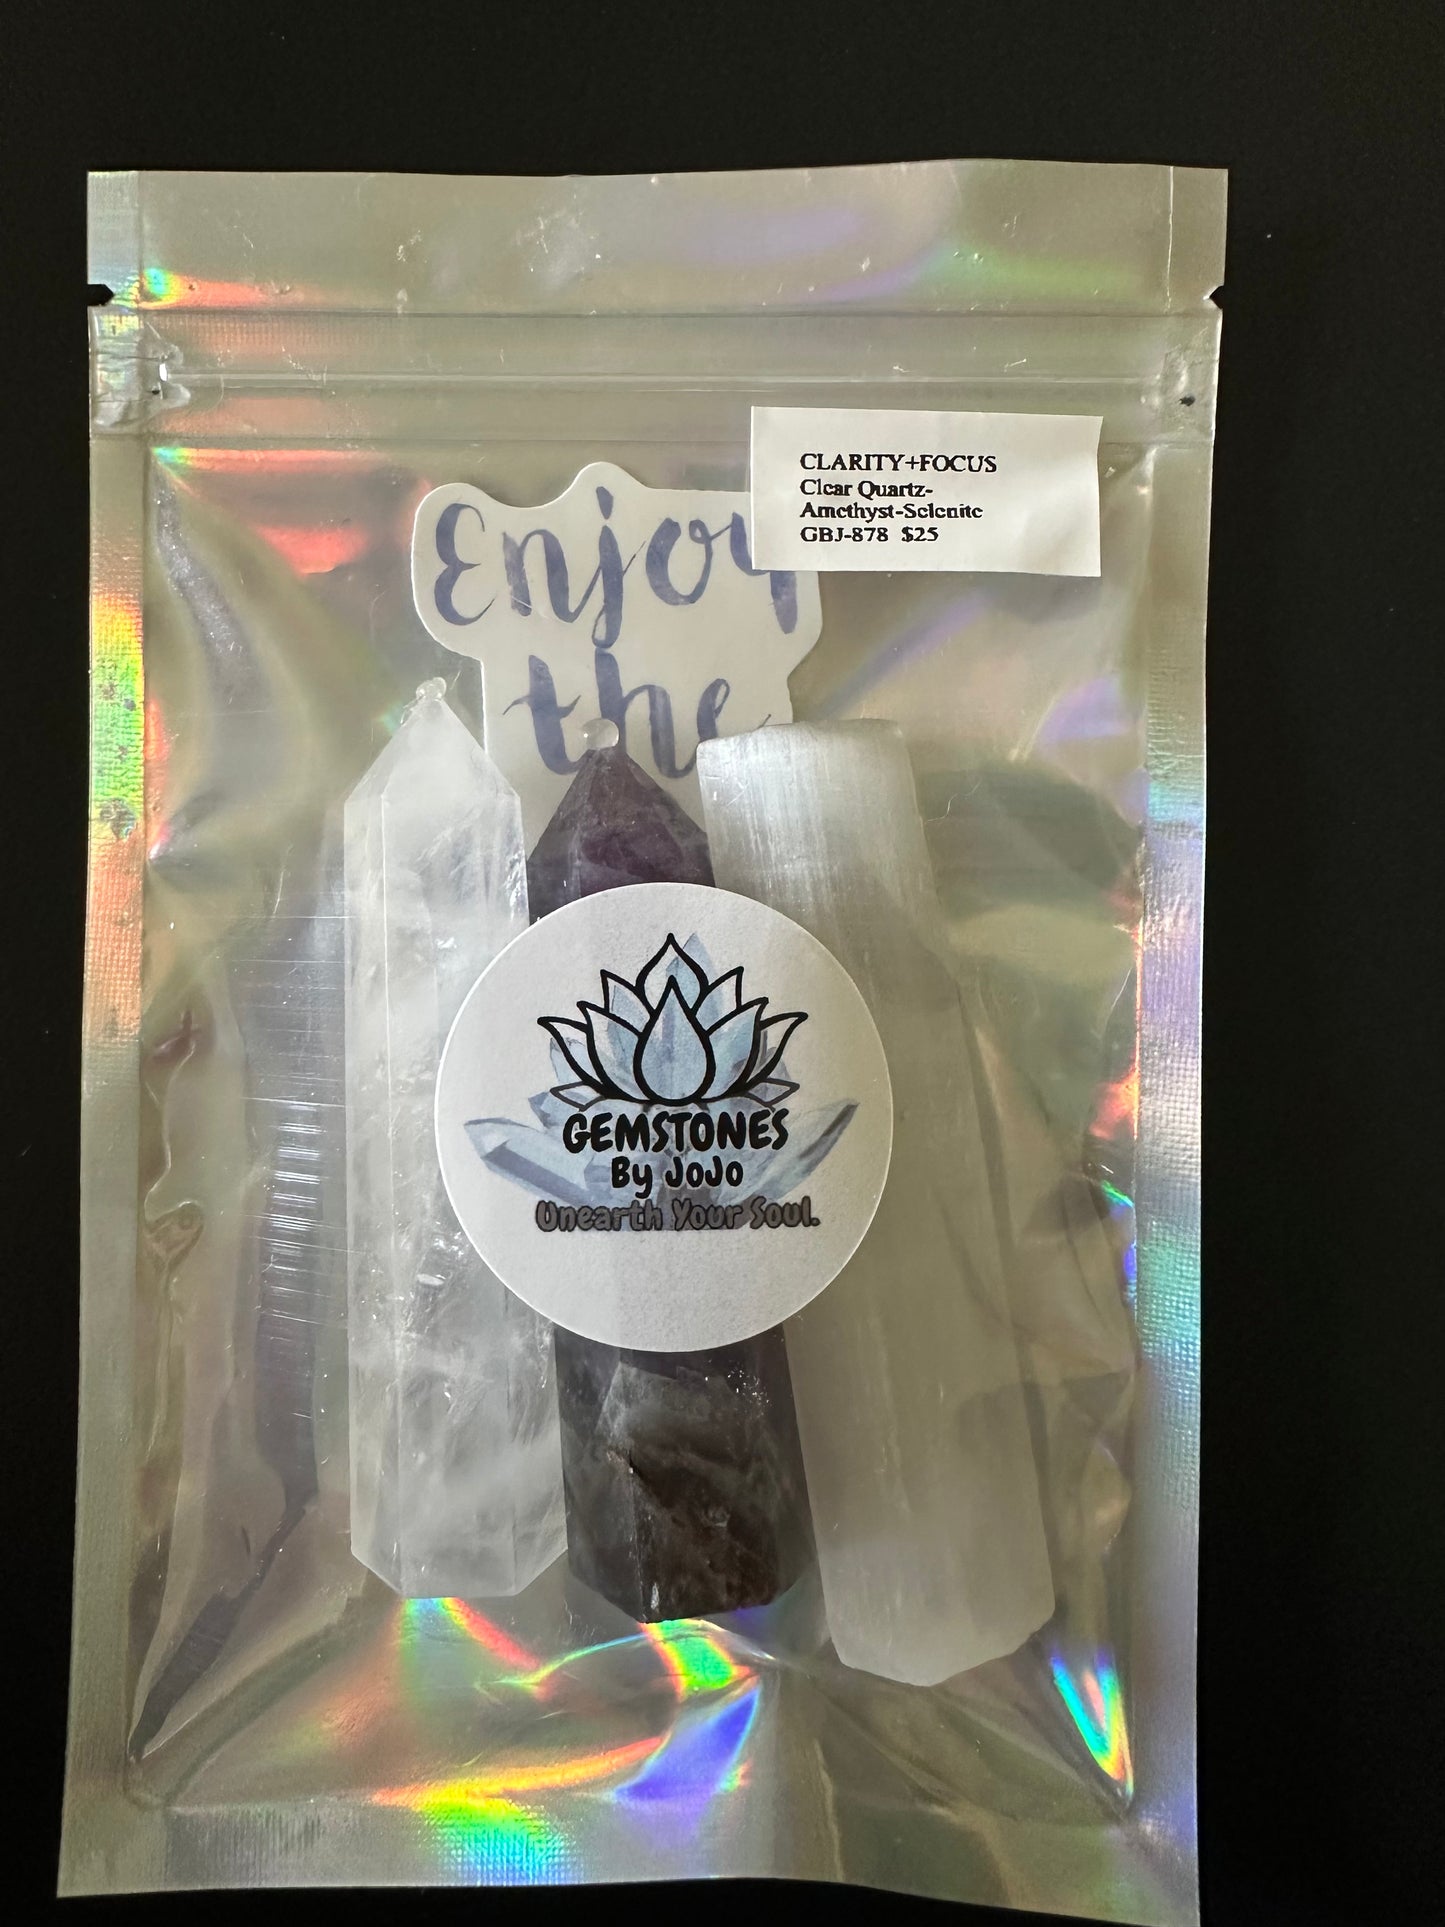 CLARITY+FOCUS
Clear Quartz-
Amethyst-Selenite
GBJ-878 $25
Enjoy
the
GEMSTONES
By JoJo
Unearth Your Soul.